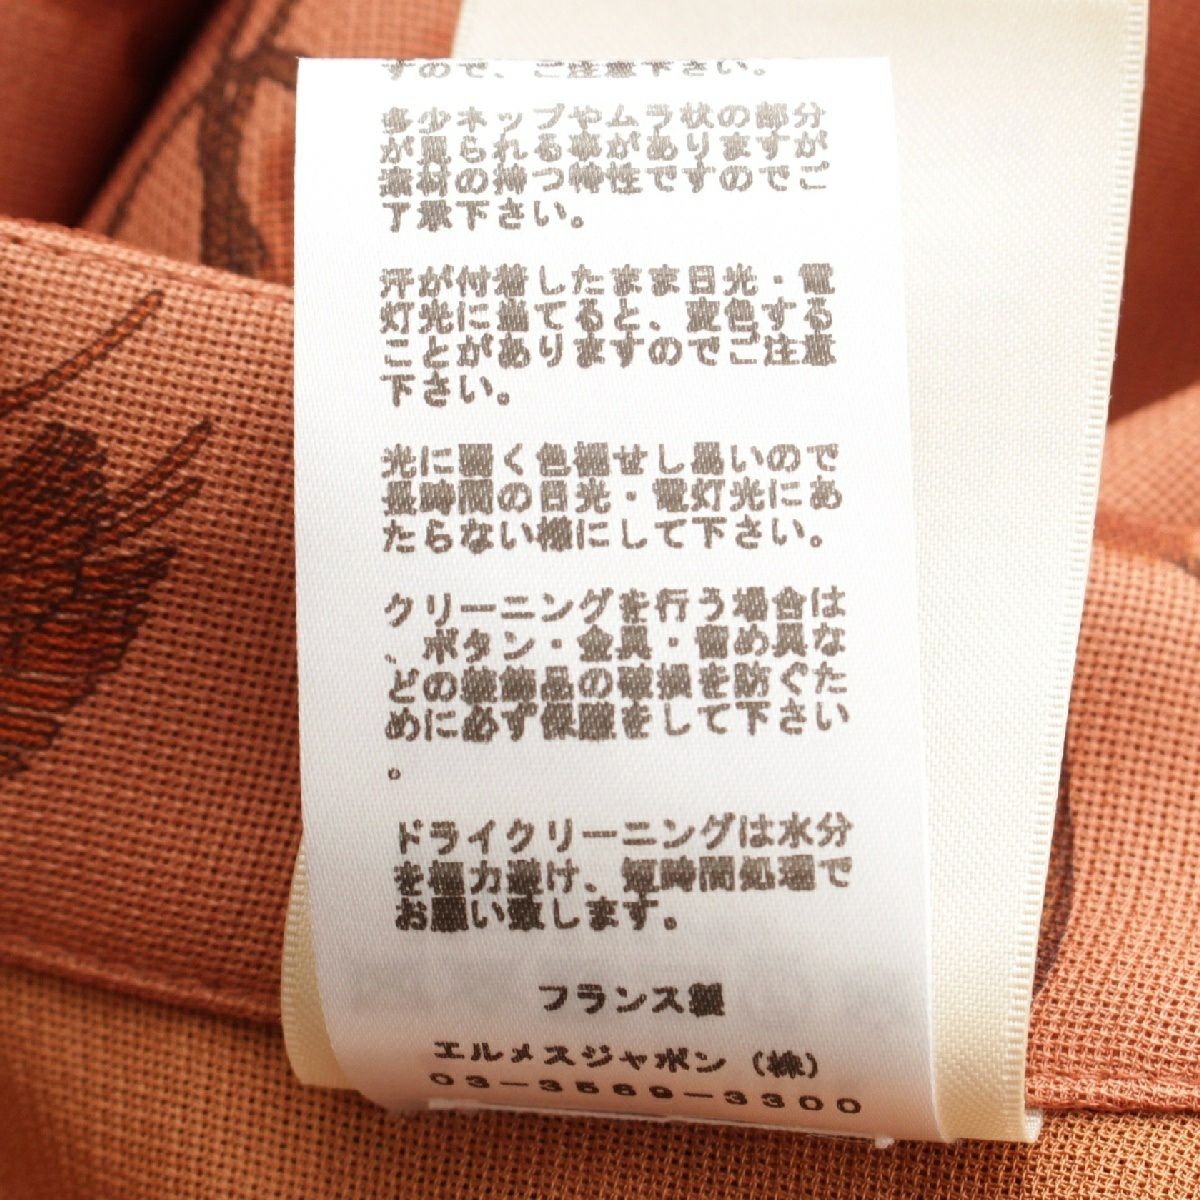 すので、ご注意下さい。
多少ネップやムラ状の部分
が見られる事がありますが
素材の持つ特性ですのでご
了承下さい。
汗が付着したまま日光・電
灯光に当てると、変色する
ことがありますのでご注意
下さい。
光に弱く色褪せし易いので
長時間の日光・電灯光にあ
たらない様にして下さい。
クリーニングを行う場合は
、ボタン・金具・留め具な
どの装飾品の破損を防ぐた
めに必ず保護をして下さい
。
ドライクリーニングは水分
を極力避け、短時間処理で
お願い致します。
フランス製
エルメスジャポン（株）
03-3569-3300